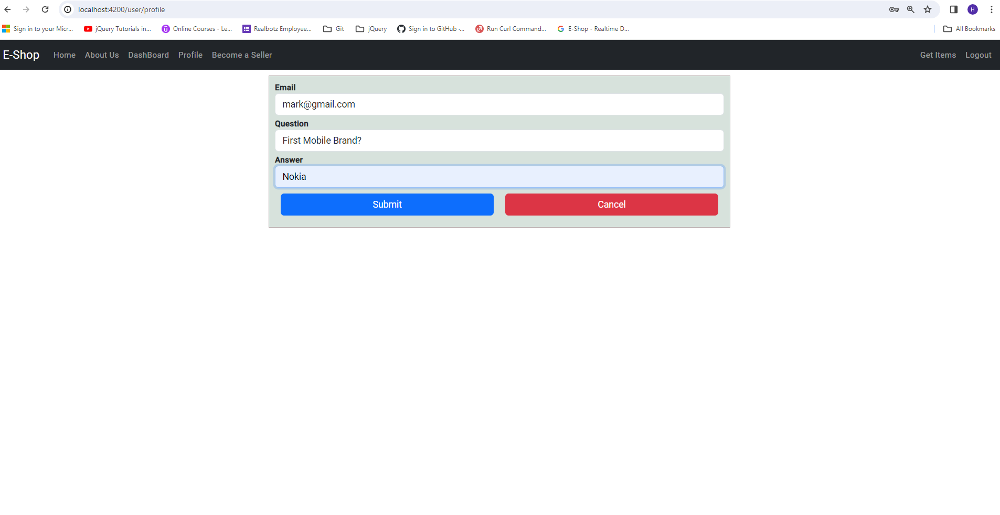 localhost:4200/user/profile
H
Sign in to your Micr... jQuery Tutorials in... Online Courses - Le... Realbotz Employee... Git jQuery Sign in to GitHub ·... Run Curl Command... E-Shop - Realtime D... All Bookmarks
E-Shop Home About Us DashBoard Profile Become a Seller Get Items Logout
Email
mark@gmail.com
Question
First Mobile Brand?
Answer
Nokia
Submit Cancel